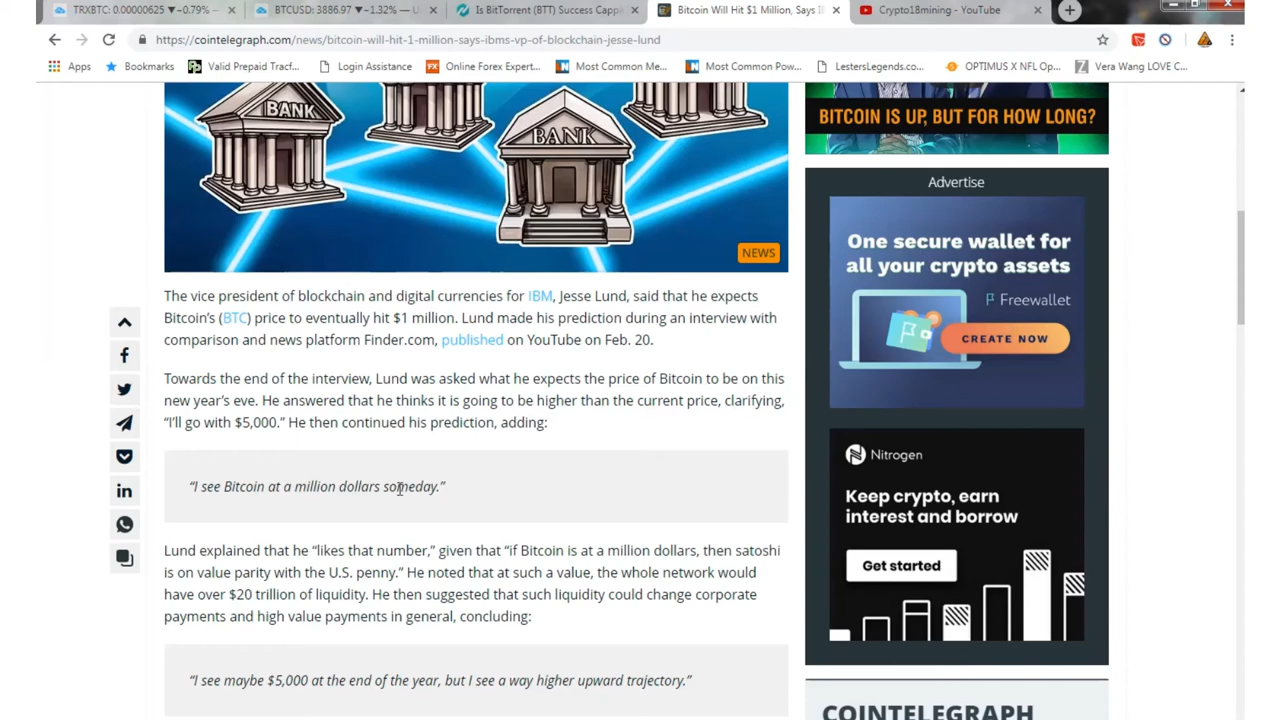 TRXBTC: 0.00000625 ▼−0.79% —
BTCUSD: 3886.97 ▼−1.32% — U
Is BitTorrent (BTT) Success Cappi
Bitcoin Will Hit $1 Million, Says IB
Crypto18mining - YouTube
https://cointelegraph.com/news/bitcoin-will-hit-1-million-says-ibms-vp-of-blockchain-jesse-lund
Apps
Bookmarks
Valid Prepaid Traf...
Login Assistance
Online Forex Expert...
Most Common Me...
Most Common Pow...
LestersLegends.co...
OPTIMUS X NFL Op...
Vera Wang LOVE C...
BANK
BANK
NEWS
The vice president of blockchain and digital currencies for IBM, Jesse Lund, said that he expects
Bitcoin’s (BTC) price to eventually hit $1 million. Lund made his prediction during an interview with
comparison and news platform Finder.com, published on YouTube on Feb. 20.
Towards the end of the interview, Lund was asked what he expects the price of Bitcoin to be on this
new year’s eve. He answered that he thinks it is going to be higher than the current price, clarifying,
“I’ll go with $5,000.” He then continued his prediction, adding:
“I see Bitcoin at a million dollars someday.”
Lund explained that he “likes that number,” given that “if Bitcoin is at a million dollars, then satoshi
is on value parity with the U.S. penny.” He noted that at such a value, the whole network would
have over $20 trillion of liquidity. He then suggested that such liquidity could change corporate
payments and high value payments in general, concluding:
“I see maybe $5,000 at the end of the year, but I see a way higher upward trajectory.”
BITCOIN IS UP, BUT FOR HOW LONG?
Advertise
One secure wallet for
all your crypto assets
Freewallet
CREATE NOW
Nitrogen
Keep crypto, earn
interest and borrow
Get started
COINTELEGRAPH